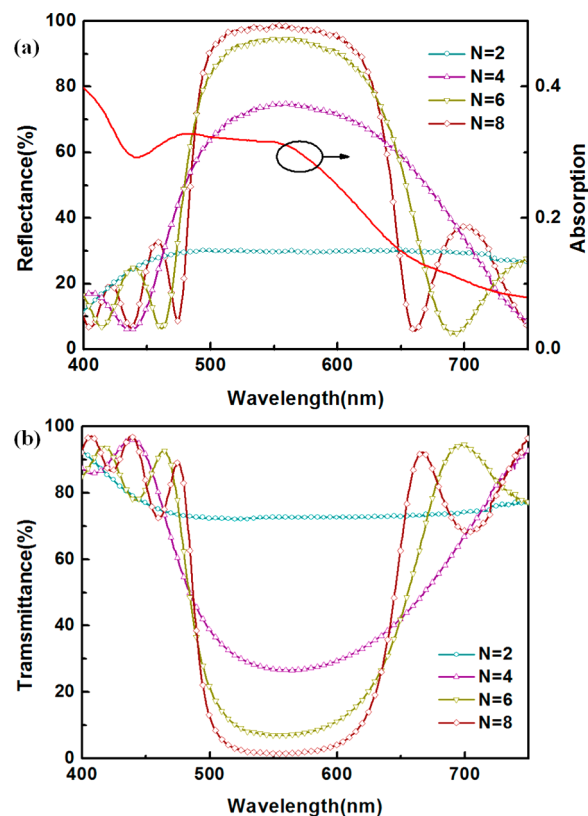 (a)
100
80
60
40
20
0
Reflectance(%)
N=2
N=4
N=6
N=8
0.4
0.2
0.0
Absorption
400 500 600 700
Wavelength(nm)
(b)
100
80
60
40
20
0
Tramsmittance(%)
N=2
N=4
N=6
N=8
400 500 600 700
Wavelength(nm)